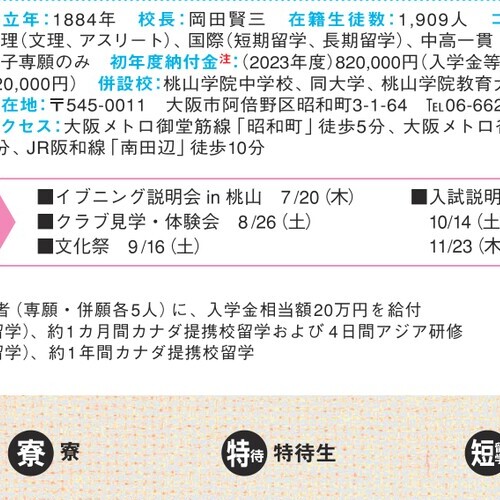 立年：1884年　校長：岡田賢三　在籍生徒数：1,909人
理（文理、アスリート）、国際（短期留学、長期留学）、中高一貫
子専願のみ　初年度納付金注：（2023年度）820,000円（入学金等
20,000円）　併設校：桃山学院中学校、同大学、桃山学院教育大
在地：〒545-0011　大阪市阿倍野区昭和町3-1-64　℡06-662
クセス：大阪メトロ御堂筋線「昭和町」徒歩5分、大阪メトロ
分、JR阪和線「南田辺」徒歩10分
■イブニング説明会 in 桃山　7/20（木）　■入試説明
■クラブ見学・体験会　8/26（土）　10/14（土
■文化祭　9/16（土）　11/23（木
者（専願・併願各5人）に、入学金相当額20万円を給付
留学）、約1カ月間カナダ提携校留学および4日間アジア研修
留学）、約1年間カナダ提携校留学
寮 寮　特待 特待生　短留学